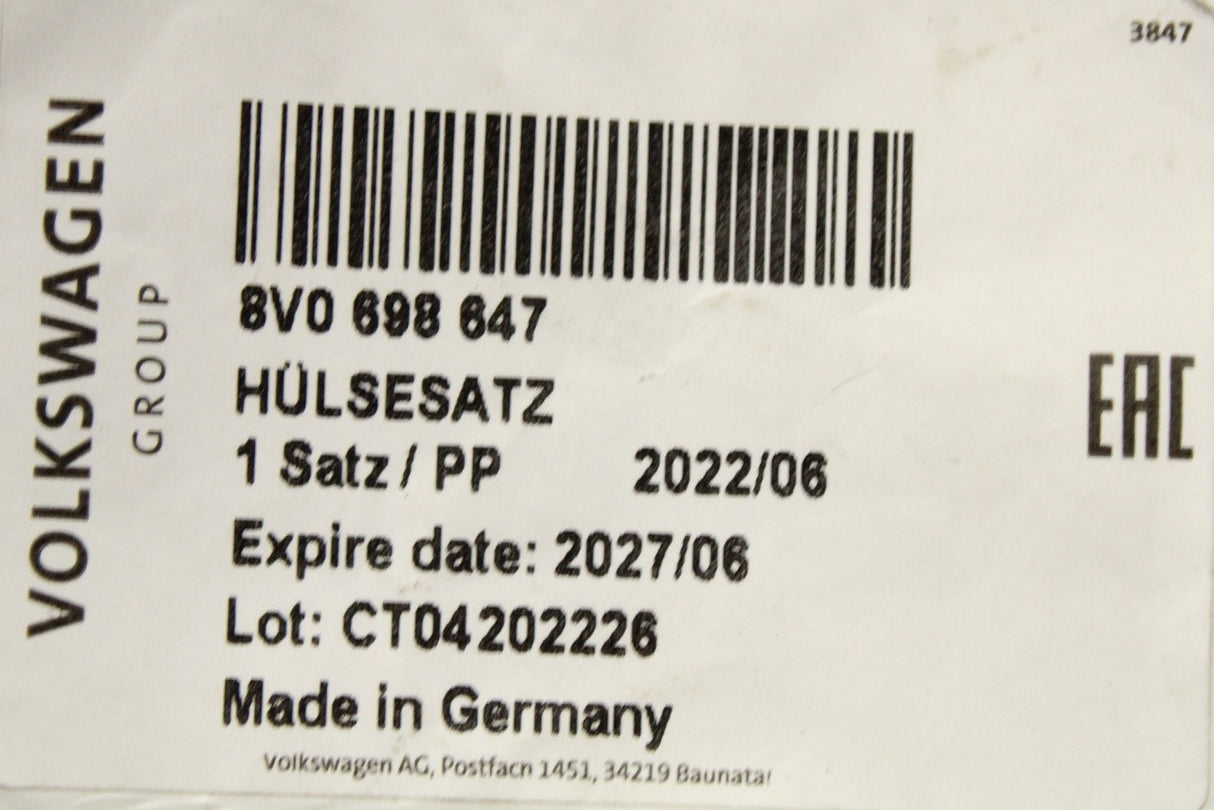 3847
VOLKSWAGEN
GROUP
8V0 698 647
HÜLSESATZ
1 Satz / PP 2022/06
EAC
Expire date: 2027/06
Lot: CT04202226
Made in Germany
Volkswagen AG, Postfach 1451, 34219 Baunatal